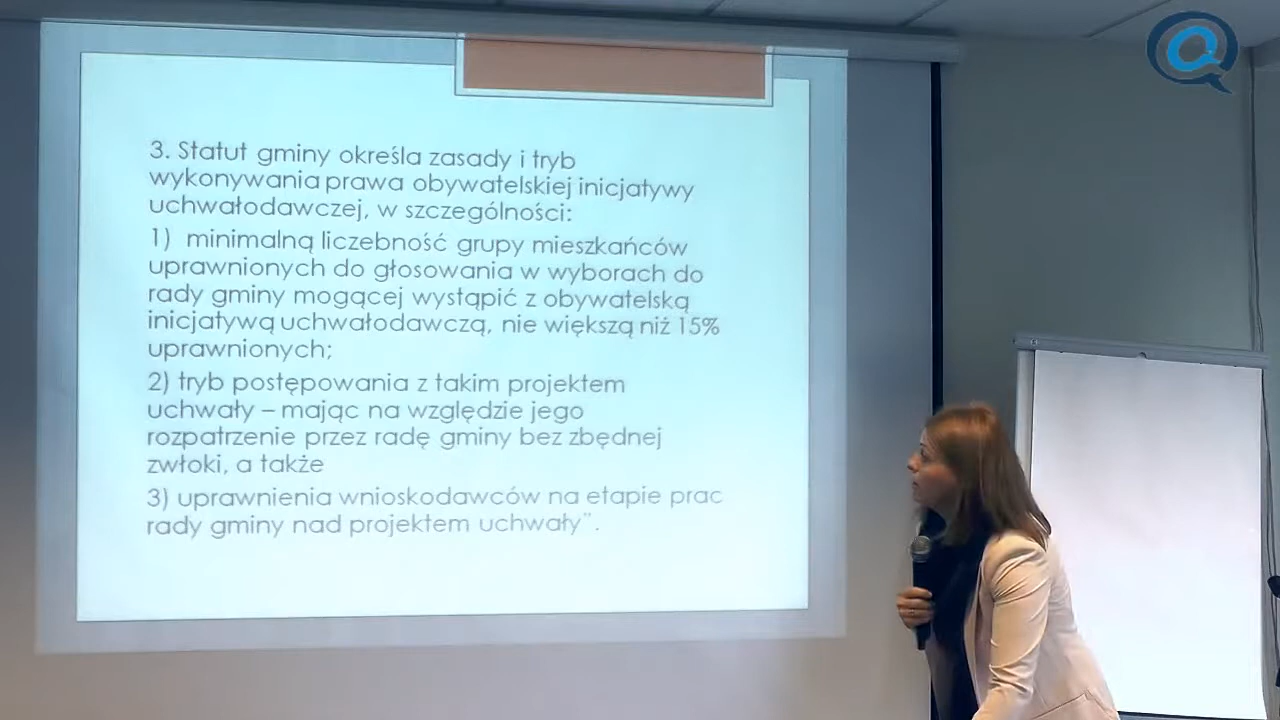 3. Statut gminy określa zasady i tryb
wykonywania prawa obywatelskiej inicjatywy
uchwałodawczej, w szczególności:
1) minimalną liczebność grupy mieszkańców
uprawnionych do głosowania w wyborach do
rady gminy mogącej wystąpić z obywatelską
inicjatywą uchwałodawczą, nie większą niż 15%
uprawnionych;
2) tryb postępowania z takim projektem
uchwały – mając na względzie jego
rozpatrzenie przez radę gminy bez zbędnej
zwłoki, a także
3) uprawnienia wnioskodawców na etapie prac
rady gminy nad projektem uchwały”.